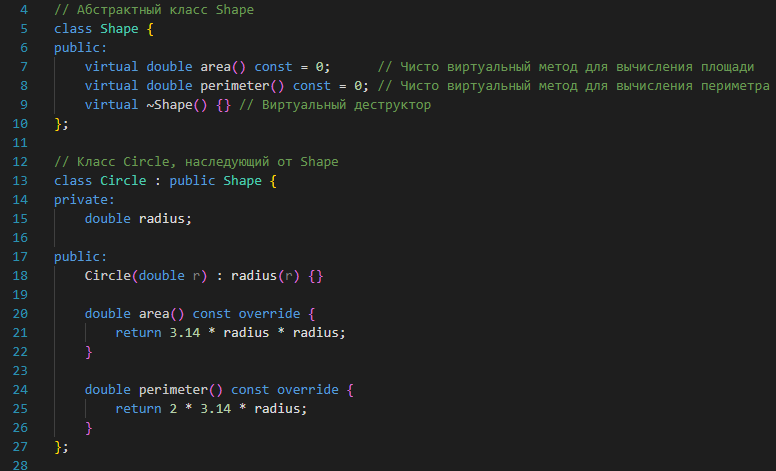 4 // Абстрактный класс Shape
5 class Shape {
6 public:
7     virtual double area() const = 0;      // Чисто виртуальный метод для вычисления площади
8     virtual double perimeter() const = 0; // Чисто виртуальный метод для вычисления периметра
9     virtual ~Shape() {} // Виртуальный деструктор
10 };
11
12 // Класс Circle, наследующий от Shape
13 class Circle : public Shape {
14 private:
15     double radius;
16
17 public:
18     Circle(double r) : radius(r) {}
19
20     double area() const override {
21         return 3.14 * radius * radius;
22     }
23
24     double perimeter() const override {
25         return 2 * 3.14 * radius;
26     }
27 };
28